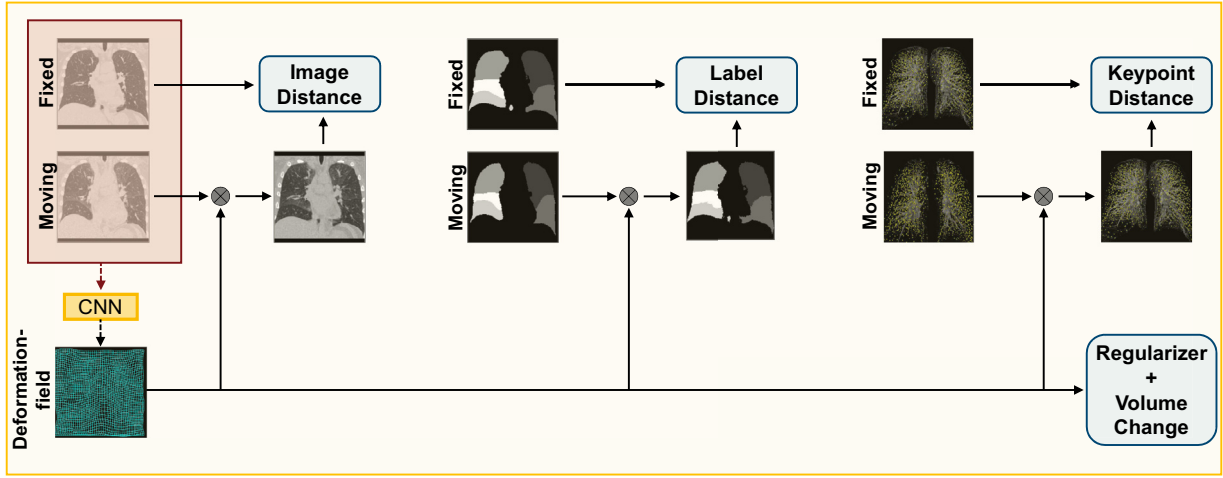 Fixed
Image
Distance
Fixed
Label
Distance
Fixed
Keypoint
Distance
Moving
Moving
Moving
CNN
Deformation-
field
Regularizer
+
Volume
Change